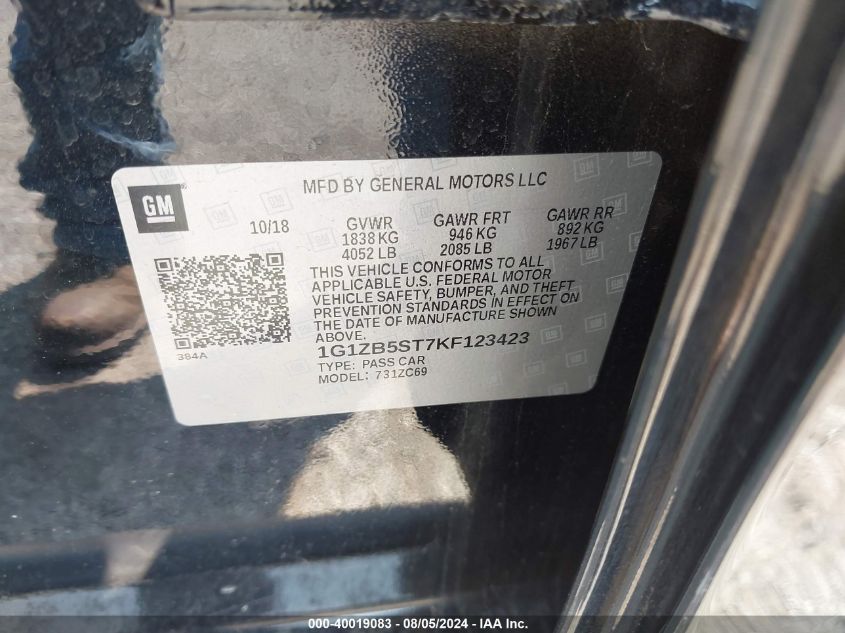 GM
MFD BY GENERAL MOTORS LLC
10/18 GVWR GAWR FRT GAWR RR
1838 KG 946 KG 892 KG
4052 LB 2085 LB 1967 LB
THIS VEHICLE CONFORMS TO ALL
APPLICABLE U.S. FEDERAL MOTOR
VEHICLE SAFETY, BUMPER, AND THEFT
PREVENTION STANDARDS IN EFFECT ON
THE DATE OF MANUFACTURE SHOWN
ABOVE.
384A
1G1ZB5ST7KF123423
TYPE: PASS CAR
MODEL: 731ZC69
000-40019083 - 08/05/2024 - IAA Inc.